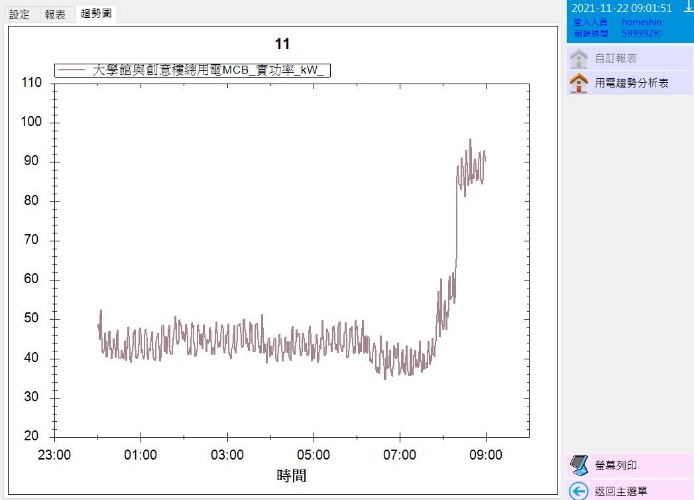 設定 報表 趨勢圖
2021-11-22 09:01:51
登入人員： homeshin
剩餘時間： 599992秒
自訂報表
用電趨勢分析表
11
大學館與創意樓總用電MCB_實功率_kW_
110
100
90
80
70
60
50
40
30
20
23:00 01:00 03:00 05:00 07:00 09:00
時間
螢幕列印
返回主選單